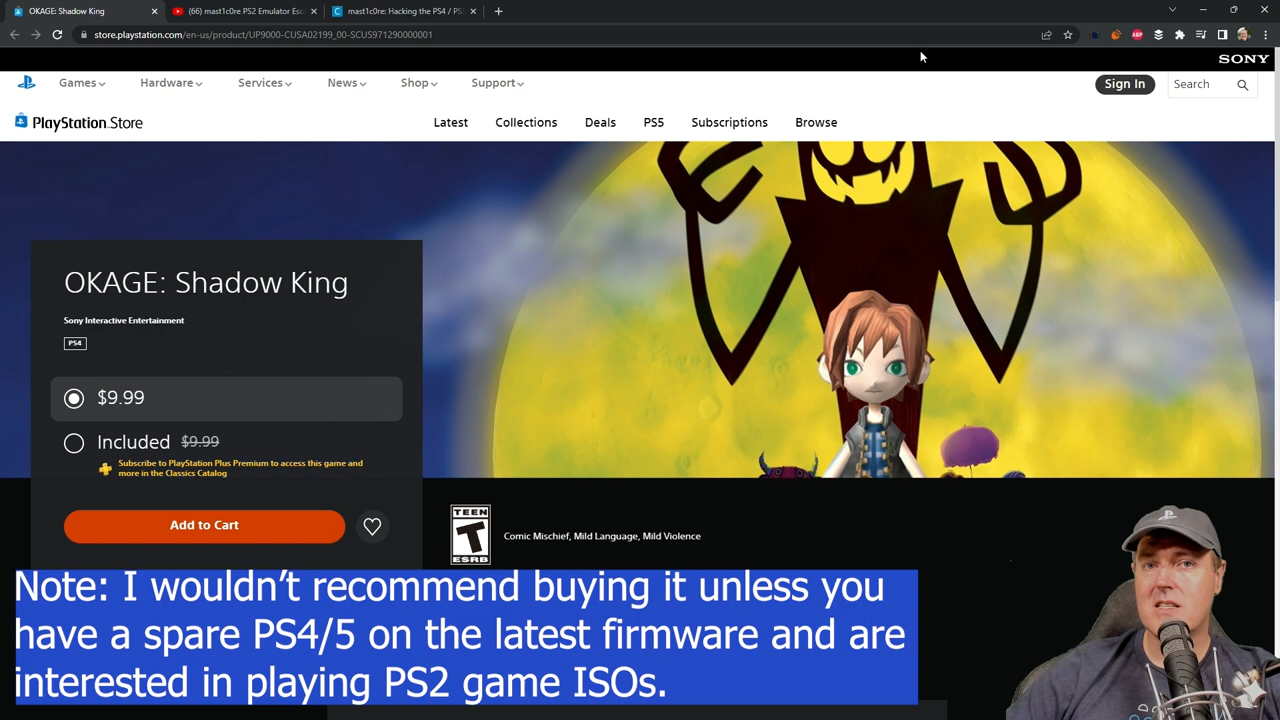 OKAGE: Shadow King
(66) mast1c0re PS2 Emulator Esc
mast1c0re: Hacking the PS4 / PS
store.playstation.com/en-us/product/UP9000-CUSA02199_00-SCUS971290000001
SONY
Games
Hardware
Services
News
Shop
Support
Sign In
Search
PlayStation Store
Latest
Collections
Deals
PS5
Subscriptions
Browse
OKAGE: Shadow King
Sony Interactive Entertainment
PS4
$9.99
Included $9.99
Subscribe to PlayStation Plus Premium to access this game and
more in the Classics Catalog
Add to Cart
TEEN
T
ESRB
Comic Mischief, Mild Language, Mild Violence
Note: I wouldn’t recommend buying it unless you
have a spare PS4/5 on the latest firmware and are
interested in playing PS2 game ISOs.